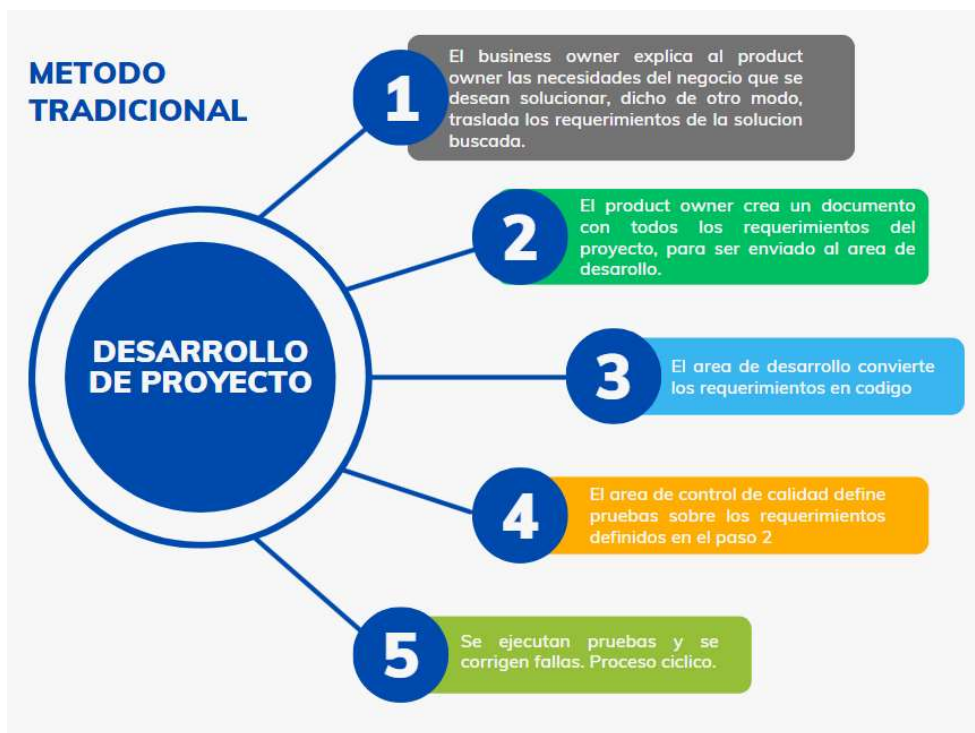 METODO
TRADICIONAL
1
El business owner explica al product
owner las necesidades del negocio que se
desean solucionar, dicho de otro modo,
traslada los requerimientos de la solucion
buscada.
2
El product owner crea un documento
con todos los requerimientos del
proyecto, para ser enviado al area de
desarollo.
DESARROLLO
DE PROYECTO
3
El area de desarrollo convierte
los requerimientos en codigo
4
El area de control de calidad define
pruebas sobre los requerimientos
definidos en el paso 2
5
Se ejecutan pruebas y se
corrigen fallas. Proceso ciclico.